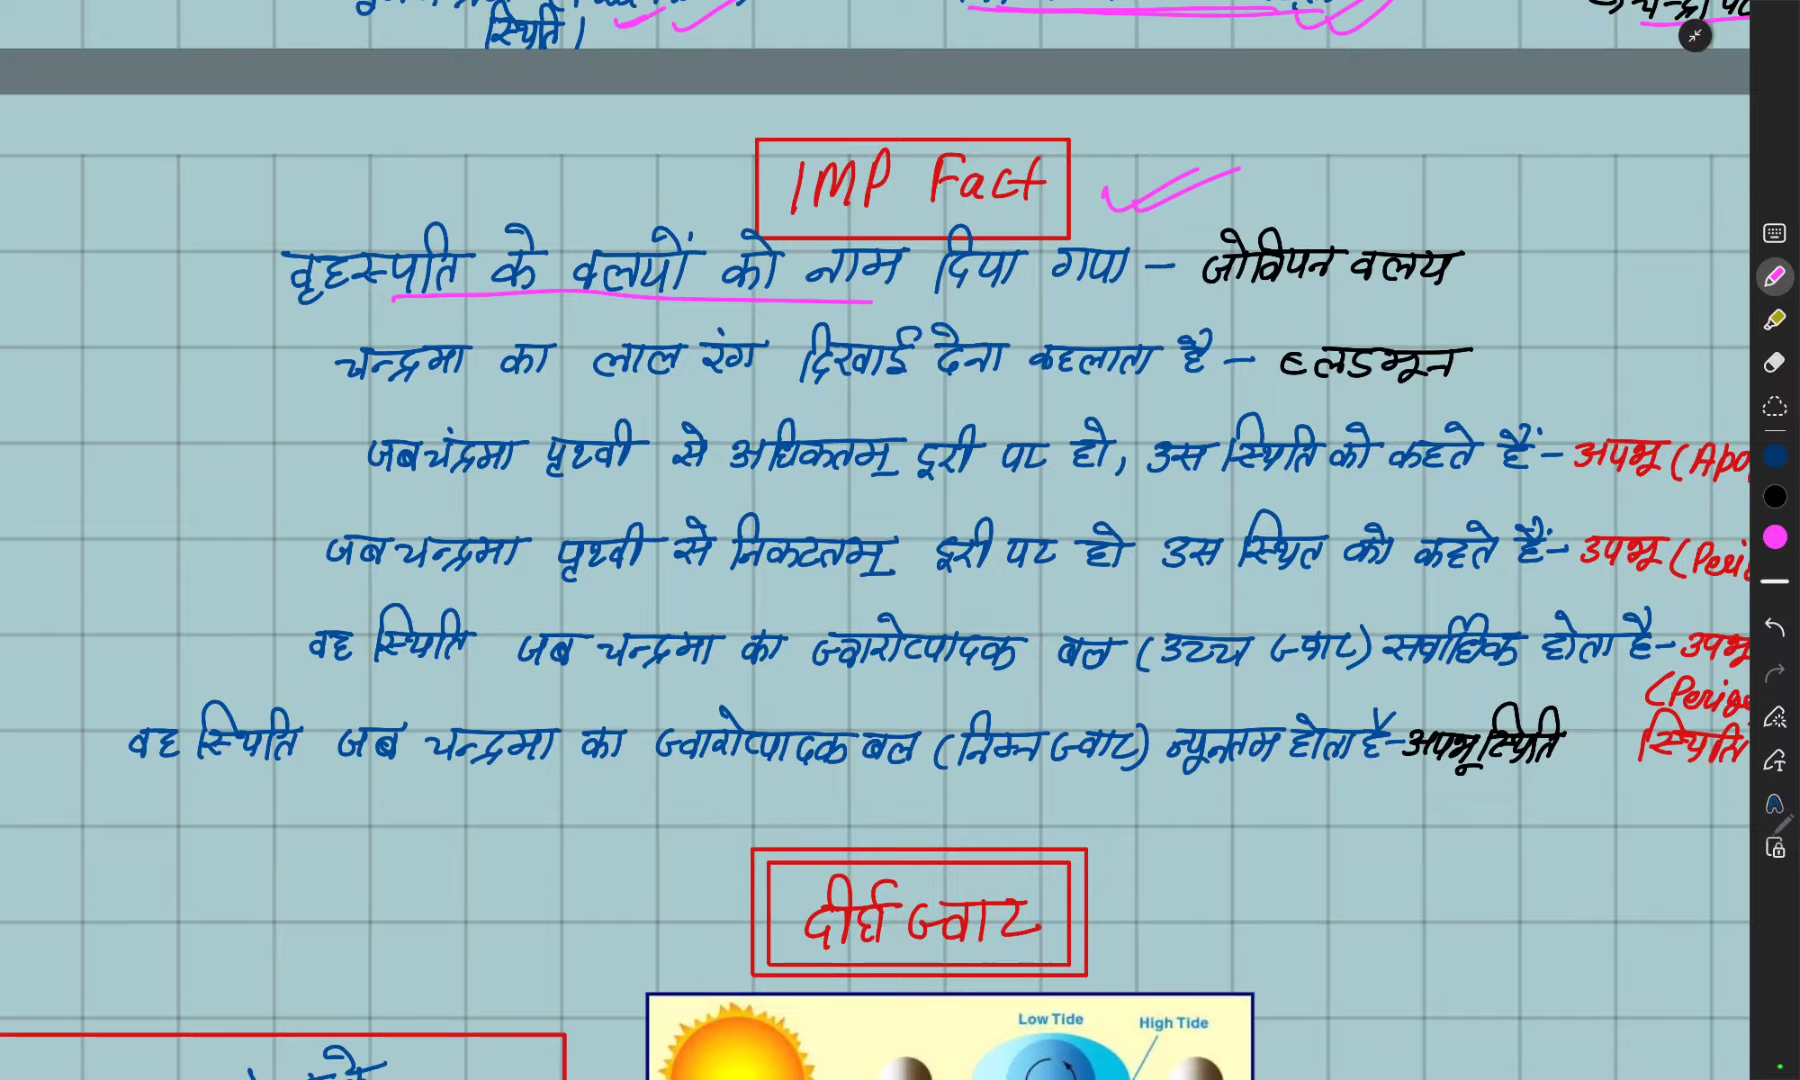 स्थिति।
IMP Fact
वृहस्पति के वलयों को नाम दिया गया - जोवियन वलय
चन्द्रमा का लाल रंग दिखाई देना कहलाता है - ब्लडमून
जब चंद्रमा पृथ्वी से अधिकतम् दूरी पर हो, उस स्थिति को कहते हैं - अपभू (Apo
जब चन्द्रमा पृथ्वी से निकटतम् दूरी पर हो उस स्थित को कहते हैं - उपभू (Peri
वह स्थिति जब चन्द्रमा का ज्वारोत्पादक बल (उच्च ज्वार) सर्वाधिक होता है - उपभू
(Perige
वह स्थिति जब चन्द्रमा का ज्वारोत्पादक बल (निम्न ज्वार) न्यूनतम होता है - अपभू स्थिति स्थिति
दीर्घ ज्वार
Low Tide High Tide